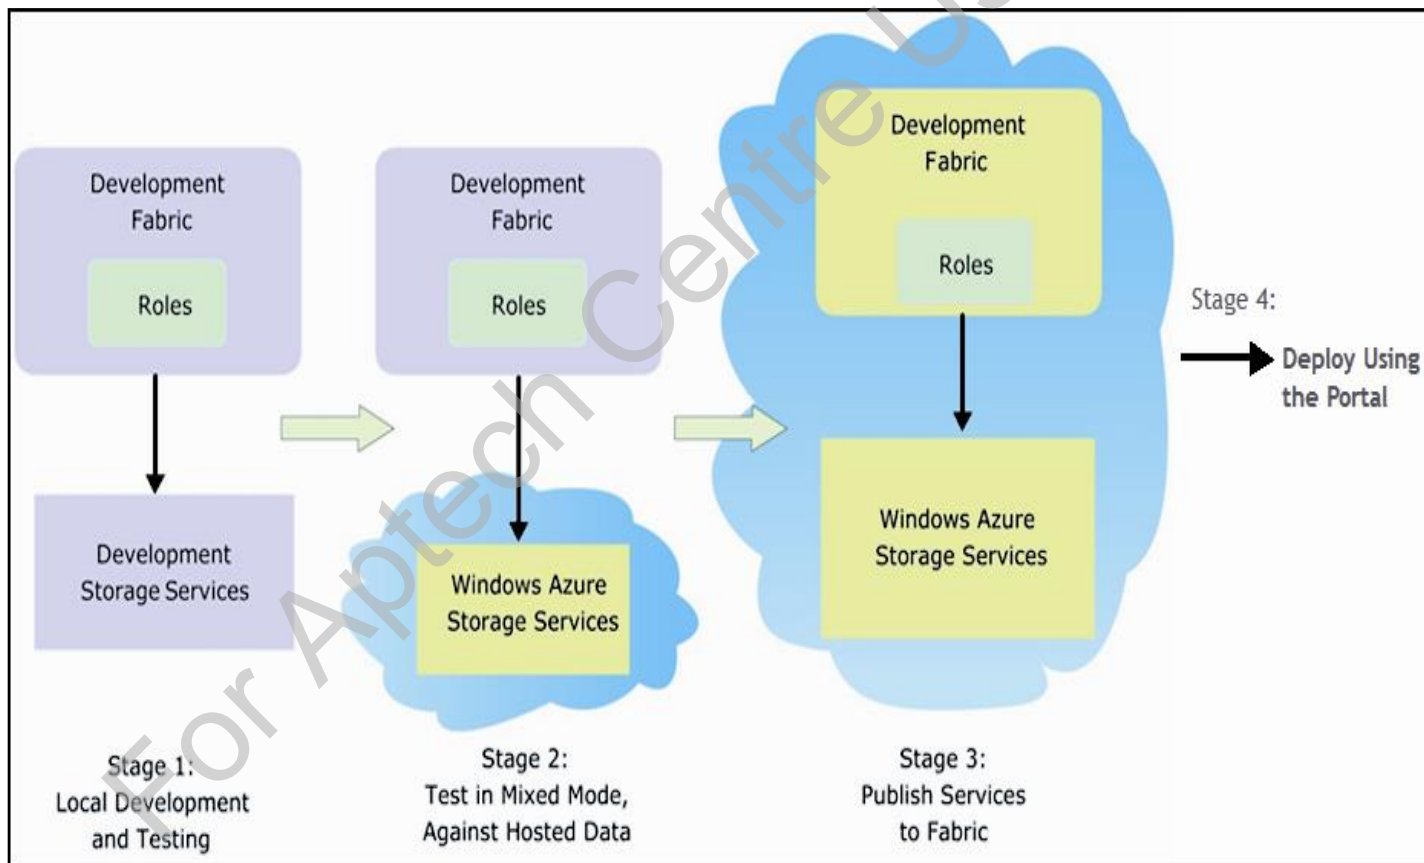 Development
Fabric
Roles
Development
Storage Services
Stage 1:
Local Development
and Testing
Development
Fabric
Roles
Windows Azure
Storage Services
Stage 2:
Test in Mixed Mode,
Against Hosted Data
Development
Fabric
Roles
Windows Azure
Storage Services
Stage 3:
Publish Services
to Fabric
Stage 4:
Deploy Using
the Portal
For Aptech Centre